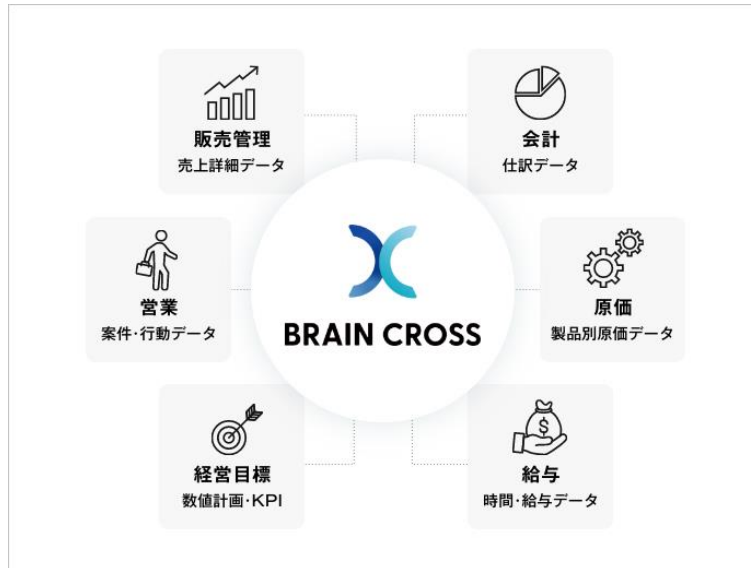 販売管理
売上詳細データ
会計
仕訳データ
営業
案件・行動データ
BRAIN CROSS
原価
製品別原価データ
経営目標
数値計画・KPI
$
給与
時間・給与データ